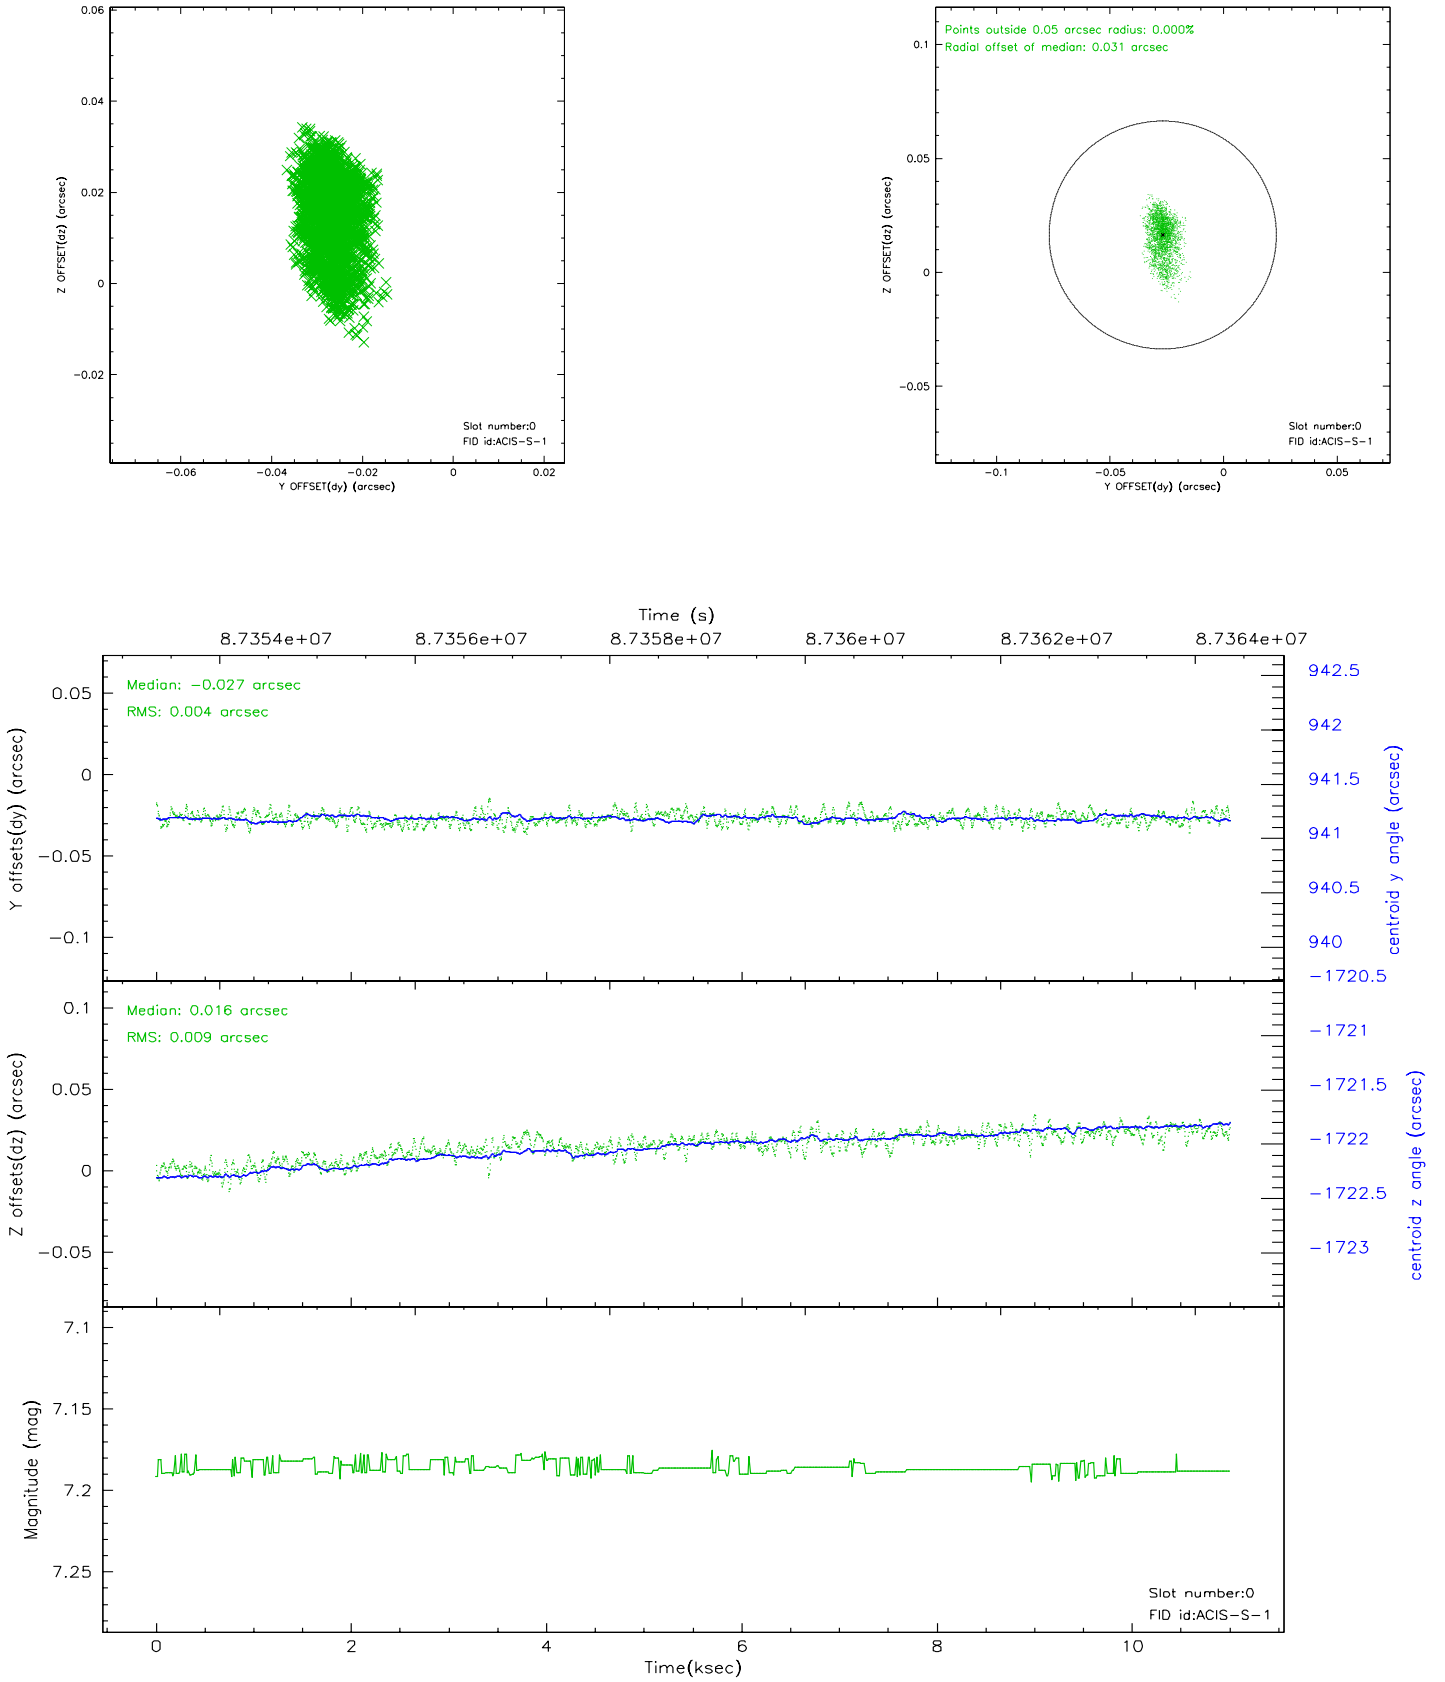 0.06
0.04
0.02
0
−0.02
Z OFFSET(dz) (arcsec)
Slot number:0
FID id:ACIS−S−1
−0.06 −0.04 −0.02 0 0.02
Y OFFSET(dy) (arcsec)
Points outside 0.05 arcsec radius: 0.000%
Radial offset of median: 0.031 arcsec
0.1
0.05
0
−0.05
Z OFFSET(dz) (arcsec)
Slot number:0
FID id:ACIS−S−1
−0.1 −0.05 0 0.05
Y OFFSET(dy) (arcsec)
Time (s)
8.7354e+07 8.7356e+07 8.7358e+07 8.736e+07 8.7362e+07 8.7364e+07
Median: −0.027 arcsec
RMS: 0.004 arcsec
0.05
0
−0.05
−0.1
Y offsets(dy) (arcsec)
942.5
942
941.5
941
940.5
940
centroid y angle (arcsec)
Median: 0.016 arcsec
RMS: 0.009 arcsec
0.1
0.05
0
−0.05
Z offsets(dz) (arcsec)
−1720.5
−1721
−1721.5
−1722
−1722.5
−1723
centroid z angle (arcsec)
7.1
7.15
7.2
7.25
Magnitude (mag)
Slot number:0
FID id:ACIS−S−1
0 2 4 6 8 10
Time(ksec)